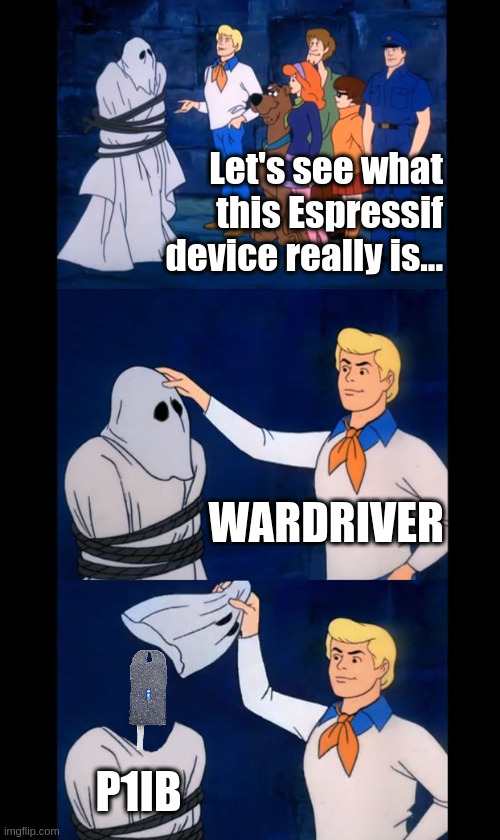 Let's see what
this Espressif
device really is...
WARDRIVER
P1IB
imgflip.com